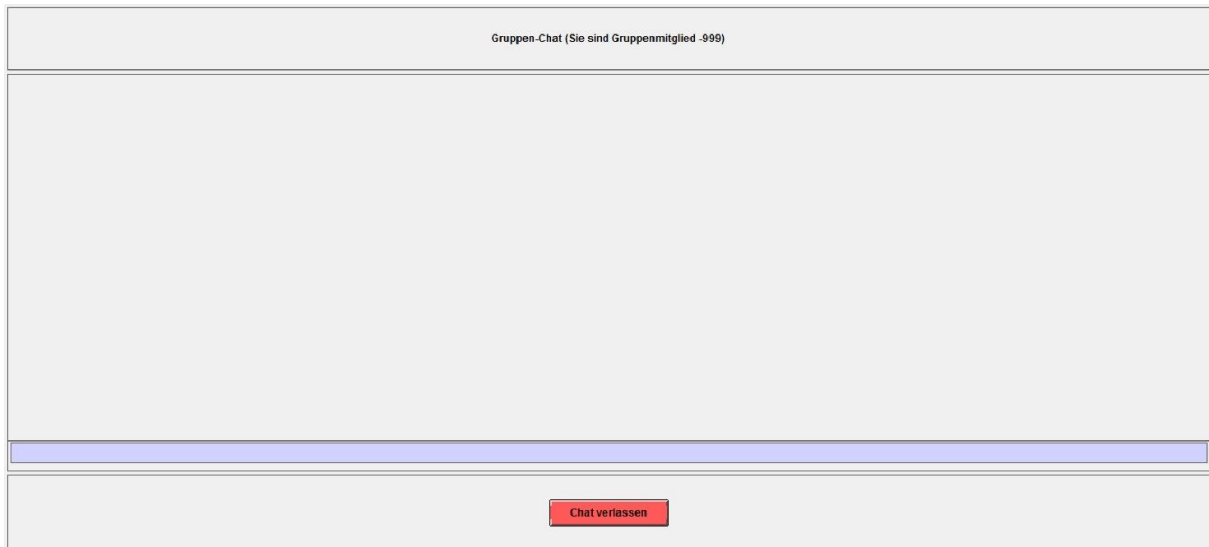 Gruppen-Chat (Sie sind Gruppenmitglied -999)
Chat verlassen